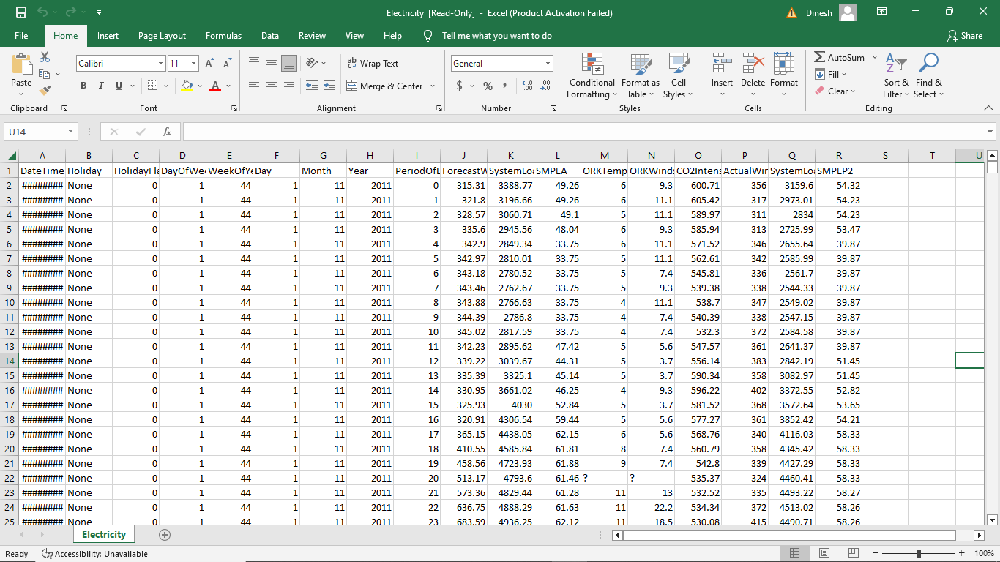 Electricity [Read-Only] - Excel (Product Activation Failed) Dinesh
File Home Insert Page Layout Formulas Data Review View Help Tell me what you want to do Share
Paste Calibri 11 A A ab Wrap Text General Conditional Formatting Format as Table Cell Styles Insert Delete Format AutoSum Fill Clear Sort & Filter Find & Select
B I U A Merge & Center $ % , .00 .00
Clipboard Font Alignment Number Styles Cells Editing
U14 fx
A B C D E F G H I J K L M N O P Q R S T U
1 DateTime Holiday HolidayFla DayOfWee WeekOfYe Day Month Year PeriodOfD ForecastW SystemLoa SMPEA ORKTemp ORKWinds CO2Intens ActualWin SystemLoa SMPEP2
2 ######## None 0 1 44 1 11 2011 0 315.31 3388.77 49.26 6 9.3 600.71 356 3159.6 54.32
3 ######## None 0 1 44 1 11 2011 1 321.8 3196.66 49.26 6 11.1 605.42 317 2973.01 54.23
4 ######## None 0 1 44 1 11 2011 2 328.57 3060.71 49.1 5 11.1 589.97 311 2834 54.23
5 ######## None 0 1 44 1 11 2011 3 335.6 2945.56 48.04 6 9.3 585.94 313 2725.99 53.47
6 ######## None 0 1 44 1 11 2011 4 342.9 2849.34 33.75 6 11.1 571.52 346 2655.64 39.87
7 ######## None 0 1 44 1 11 2011 5 342.97 2810.01 33.75 5 11.1 562.61 342 2585.99 39.87
8 ######## None 0 1 44 1 11 2011 6 343.18 2780.52 33.75 5 7.4 545.81 336 2561.7 39.87
9 ######## None 0 1 44 1 11 2011 7 343.46 2762.67 33.75 5 9.3 539.38 338 2544.33 39.87
10 ######## None 0 1 44 1 11 2011 8 343.88 2766.63 33.75 4 11.1 538.7 347 2549.02 39.87
11 ######## None 0 1 44 1 11 2011 9 344.39 2786.8 33.75 4 7.4 540.39 338 2547.15 39.87
12 ######## None 0 1 44 1 11 2011 10 345.02 2817.59 33.75 4 7.4 532.3 372 2584.58 39.87
13 ######## None 0 1 44 1 11 2011 11 342.23 2895.62 47.42 5 5.6 547.57 361 2641.37 39.87
14 ######## None 0 1 44 1 11 2011 12 339.22 3039.67 44.31 5 3.7 556.14 383 2842.19 51.45
15 ######## None 0 1 44 1 11 2011 13 335.39 3325.1 45.14 5 3.7 590.34 358 3082.97 51.45
16 ######## None 0 1 44 1 11 2011 14 330.95 3661.02 46.25 4 9.3 596.22 402 3372.55 52.82
17 ######## None 0 1 44 1 11 2011 15 325.93 4030 52.84 5 3.7 581.52 368 3572.64 53.65
18 ######## None 0 1 44 1 11 2011 16 320.91 4306.54 59.44 5 5.6 577.27 361 3852.42 54.21
19 ######## None 0 1 44 1 11 2011 17 365.15 4438.05 62.15 6 5.6 568.76 340 4116.03 58.33
20 ######## None 0 1 44 1 11 2011 18 410.55 4585.84 61.81 8 7.4 560.79 358 4345.42 58.33
21 ######## None 0 1 44 1 11 2011 19 458.56 4723.93 61.88 9 7.4 542.8 339 4427.29 58.33
22 ######## None 0 1 44 1 11 2011 20 513.17 4793.6 61.46 ? ? 535.37 324 4460.41 58.33
23 ######## None 0 1 44 1 11 2011 21 573.36 4829.44 61.28 11 13 532.52 335 4493.22 58.27
24 ######## None 0 1 44 1 11 2011 22 636.75 4888.29 61.63 11 22.2 534.34 372 4513.02 58.26
25 ######## None 0 1 44 1 11 2011 23 683.59 4936.25 62.12 11 18.5 530.08 415 4490.71 58.26
Electricity
Ready Accessibility: Unavailable 100%